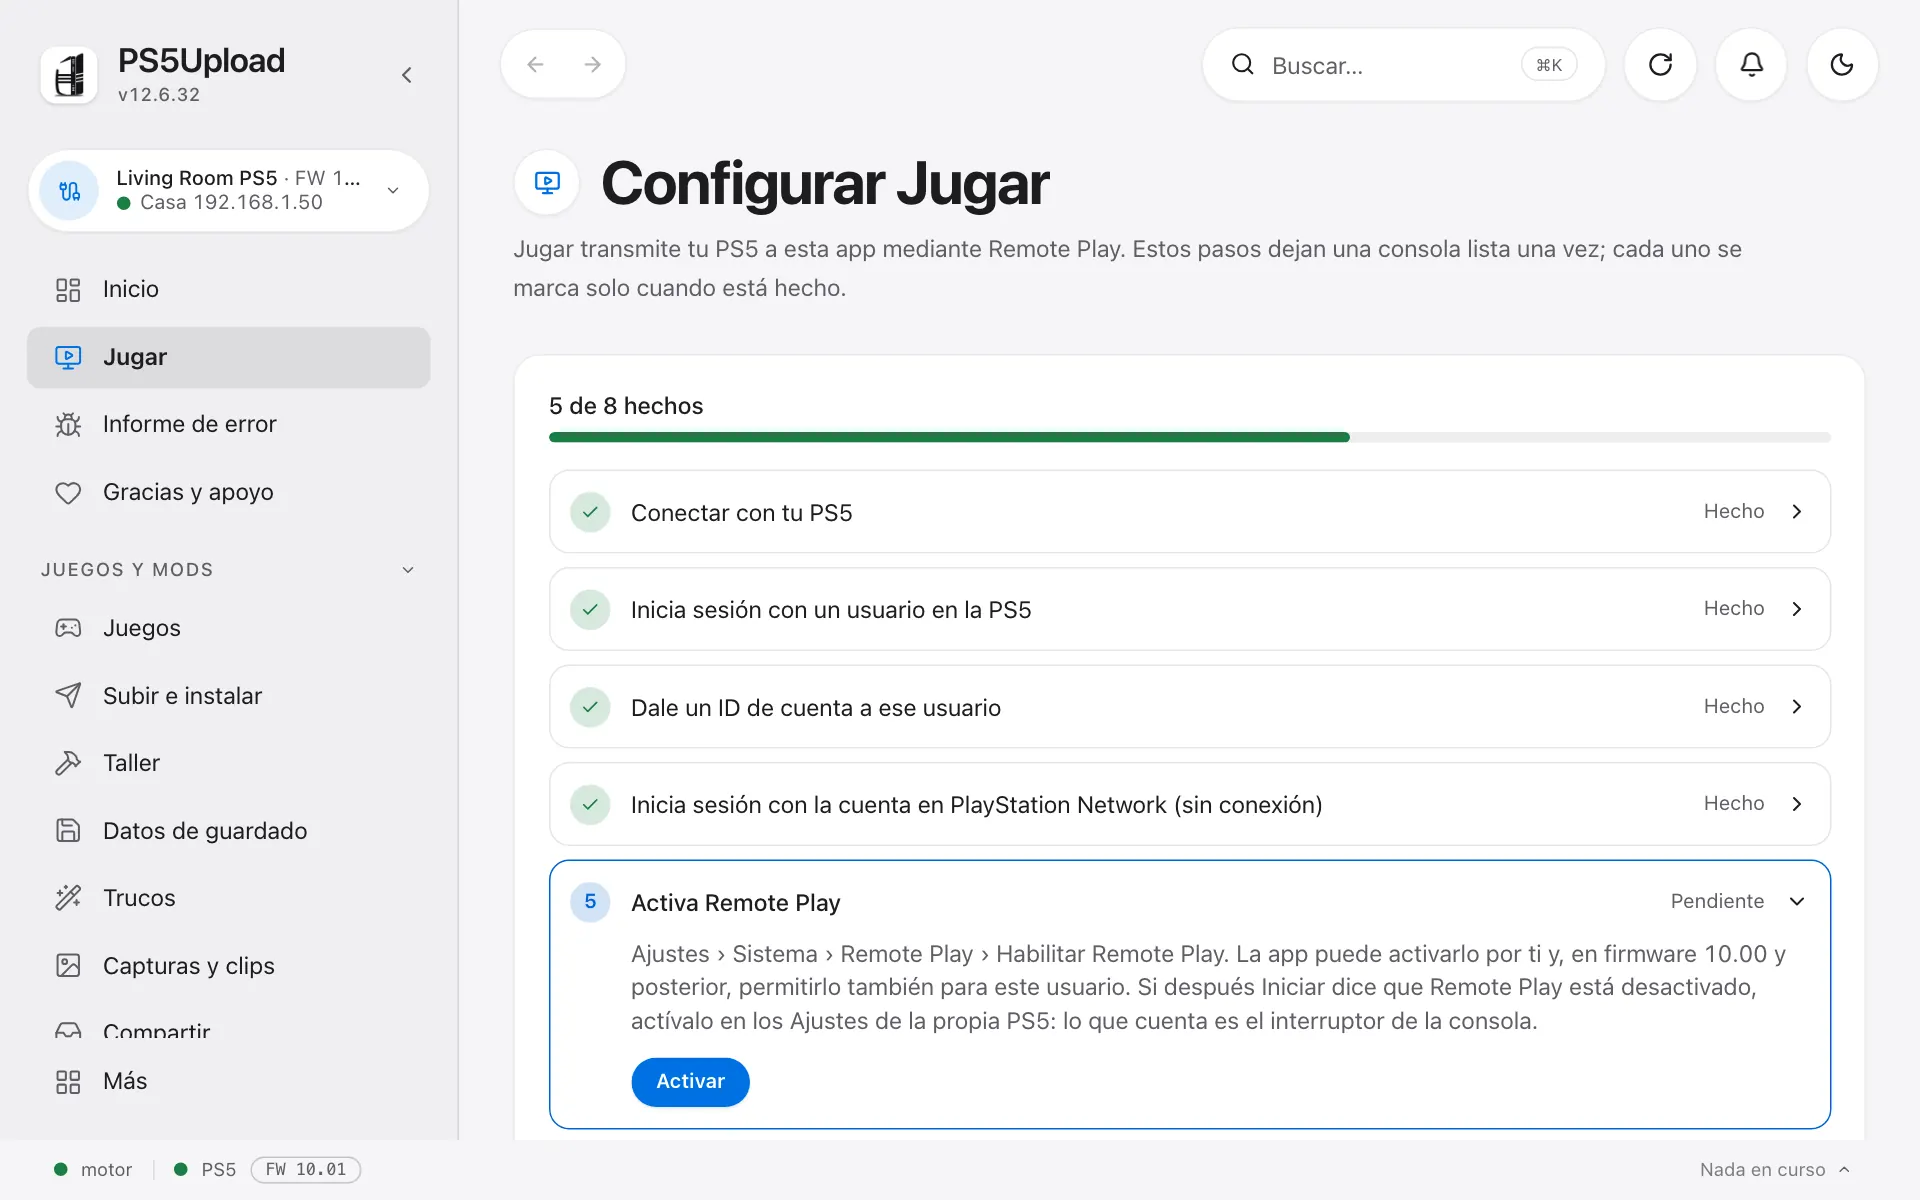 PS5Upload
v12.6.32
Living Room PS5 · FW 1...
Casa 192.168.1.50
Inicio
Jugar
Informe de error
Gracias y apoyo
JUEGOS Y MODS
Juegos
Subir e instalar
Taller
Datos de guardado
Trucos
Capturas y clips
Compartir
Más
Buscar...
⌘K
Configurar Jugar
Jugar transmite tu PS5 a esta app mediante Remote Play. Estos pasos dejan una consola lista una vez; cada uno se
marca solo cuando está hecho.
5 de 8 hechos
Conectar con tu PS5
Hecho
Inicia sesión con un usuario en la PS5
Hecho
Dale un ID de cuenta a ese usuario
Hecho
Inicia sesión con la cuenta en PlayStation Network (sin conexión)
Hecho
5
Activa Remote Play
Pendiente
Ajustes › Sistema › Remote Play › Habilitar Remote Play. La app puede activarlo por ti y, en firmware 10.00 y
posterior, permitirlo también para este usuario. Si después Iniciar dice que Remote Play está desactivado,
actívalo en los Ajustes de la propia PS5: lo que cuenta es el interruptor de la consola.
Activar
motor
PS5
FW 10.01
Nada en curso